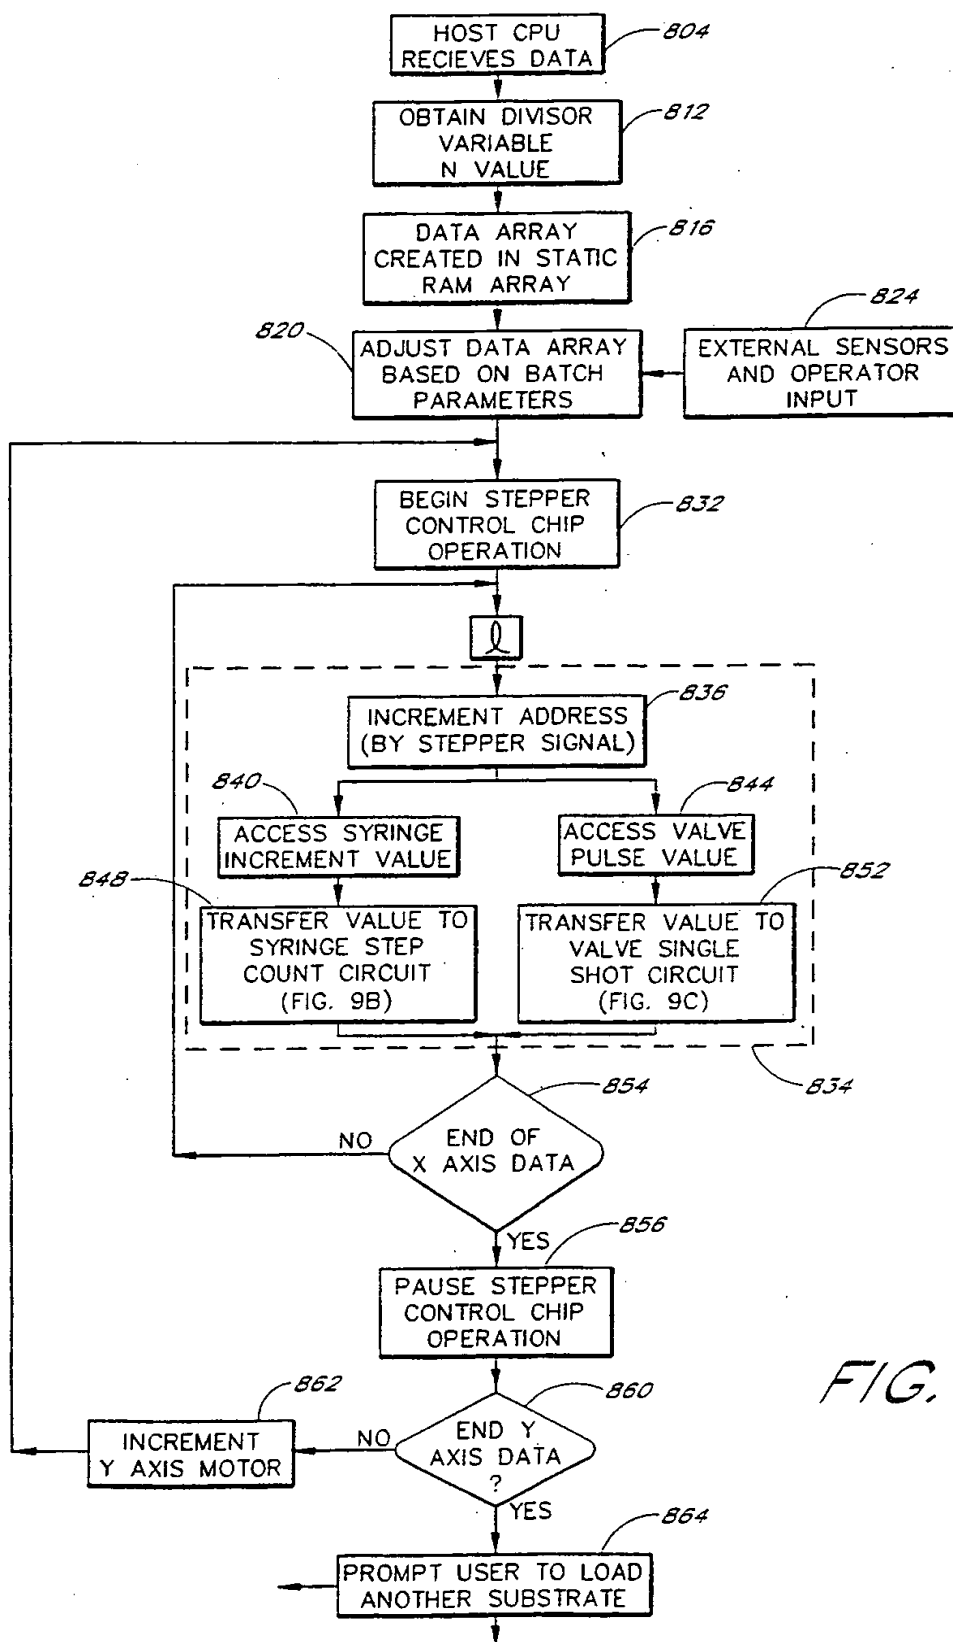 HOST CPU
RECIEVES DATA
804
OBTAIN DIVISOR
VARIABLE
N VALUE
812
DATA ARRAY
CREATED IN STATIC
RAM ARRAY
816
820
ADJUST DATA ARRAY
BASED ON BATCH
PARAMETERS
824
EXTERNAL SENSORS
AND OPERATOR
INPUT
BEGIN STEPPER
CONTROL CHIP
OPERATION
832
ℓ
836
INCREMENT ADDRESS
(BY STEPPER SIGNAL)
840
ACCESS SYRINGE
INCREMENT VALUE
844
ACCESS VALVE
PULSE VALUE
848
TRANSFER VALUE TO
SYRINGE STEP
COUNT CIRCUIT
(FIG. 9B)
852
TRANSFER VALUE TO
VALVE SINGLE
SHOT CIRCUIT
(FIG. 9C)
834
854
END OF
X AXIS DATA
NO
YES
856
PAUSE STEPPER
CONTROL CHIP
OPERATION
FIG.
860
END Y
AXIS DATA
?
NO
862
INCREMENT
Y AXIS MOTOR
YES
864
PROMPT USER TO LOAD
ANOTHER SUBSTRATE